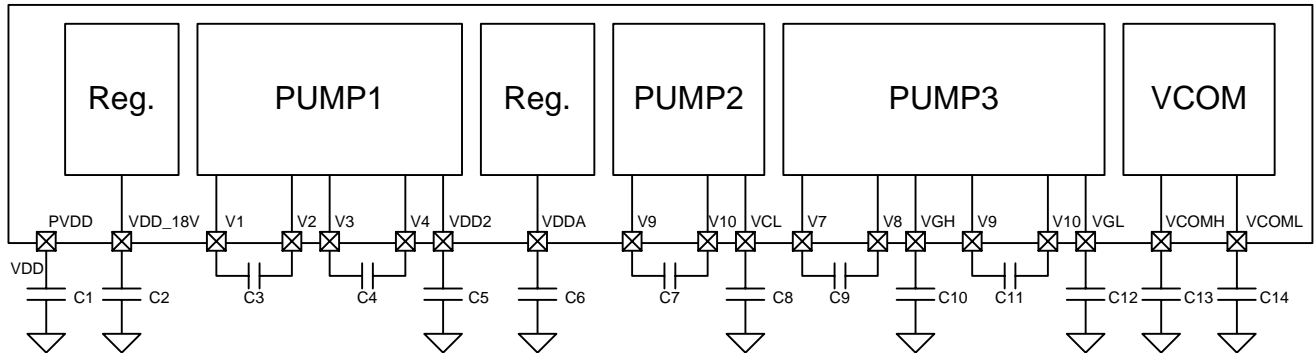 Reg. PUMP1 Reg. PUMP2 PUMP3 VCOM
PVDD VDD_18V V1 V2 V3 V4 VDD2 VDDA V9 V10 VCL V7 V8 VGH V9 V10 VGL VCOMH VCOML
VDD
C1 C2 C3 C4 C5 C6 C7 C8 C9 C10 C11 C12 C13 C14